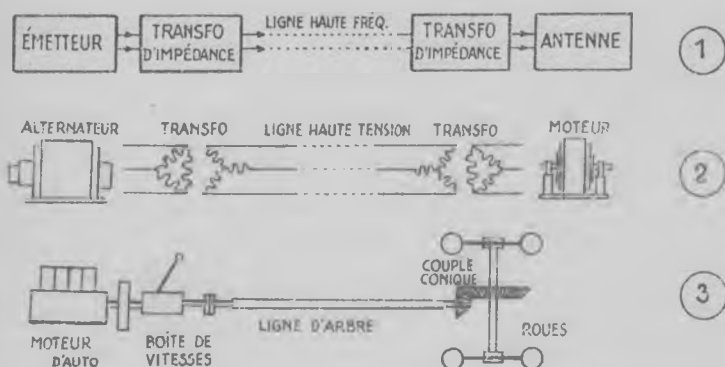 ÉMETTEUR
TRANSFO
D'IMPÉDANCE
LIGNE HAUTE FRÉQ.
TRANSFO
D'IMPÉDANCE
ANTENNE
1
ALTERNATEUR
TRANSFO
LIGNE HAUTE TENSION
TRANSFO
MOTEUR
2
MOTEUR
D'AUTO
BOÎTE DE
VITESSES
LIGNE D'ARBRE
COUPLE
CONIQUE
ROUES
3